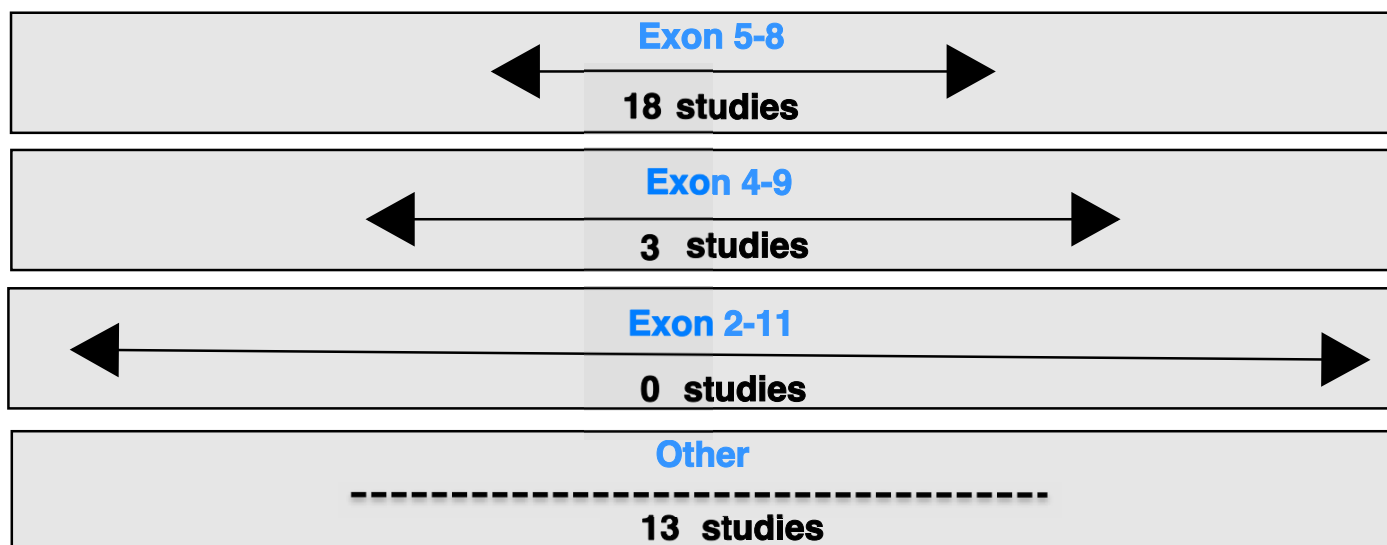 Exon 5-8
18 studies
Exon 4-9
3 studies
Exon 2-11
0 studies
Other
13 studies